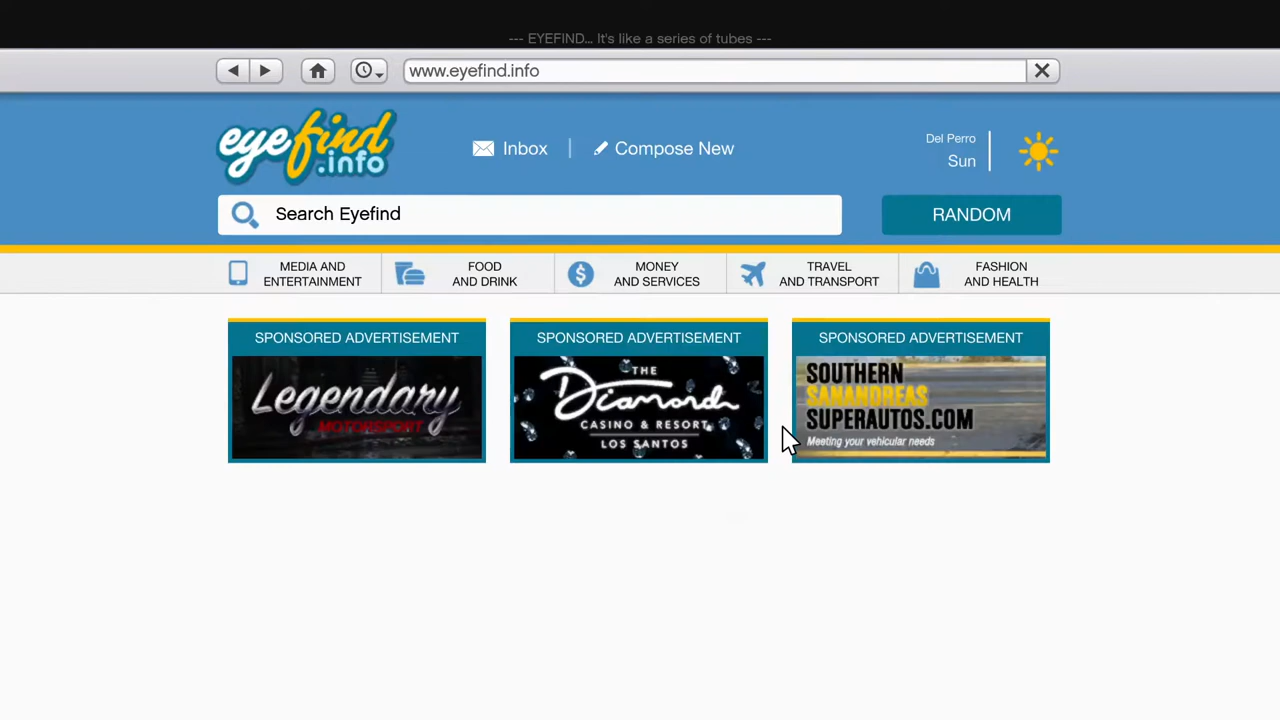 --- EYEFIND... It's like a series of tubes ---
www.eyefind.info
eyefind
.info
Inbox
Compose New
Del Perro
Sun
Search Eyefind
RANDOM
MEDIA AND
ENTERTAINMENT
FOOD
AND DRINK
MONEY
AND SERVICES
TRAVEL
AND TRANSPORT
FASHION
AND HEALTH
SPONSORED ADVERTISEMENT
Legendary
MOTORSPORT
SPONSORED ADVERTISEMENT
THE
Diamond
CASINO & RESORT
LOS SANTOS
SPONSORED ADVERTISEMENT
SOUTHERN
SANANDREAS
SUPERAUTOS.COM
Meeting your vehicular needs